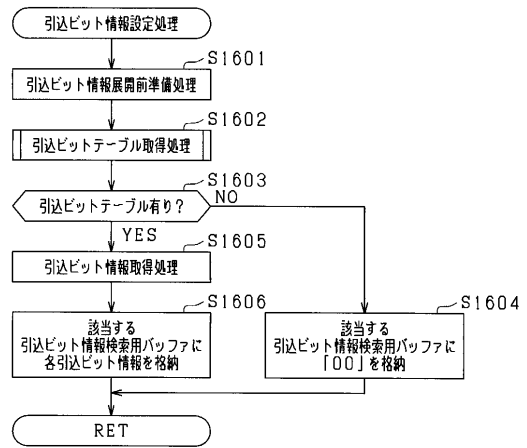 引込ビット情報設定処理
S1601
引込ビット情報展開前準備処理
S1602
引込ビットテーブル取得処理
S1603
引込ビットテーブル有り?
NO
YES
S1605
引込ビット情報取得処理
S1606
該当する
引込ビット情報検索用バッファに
各引込ビット情報を格納
S1604
該当する
引込ビット情報検索用バッファに
「00」を格納
RET